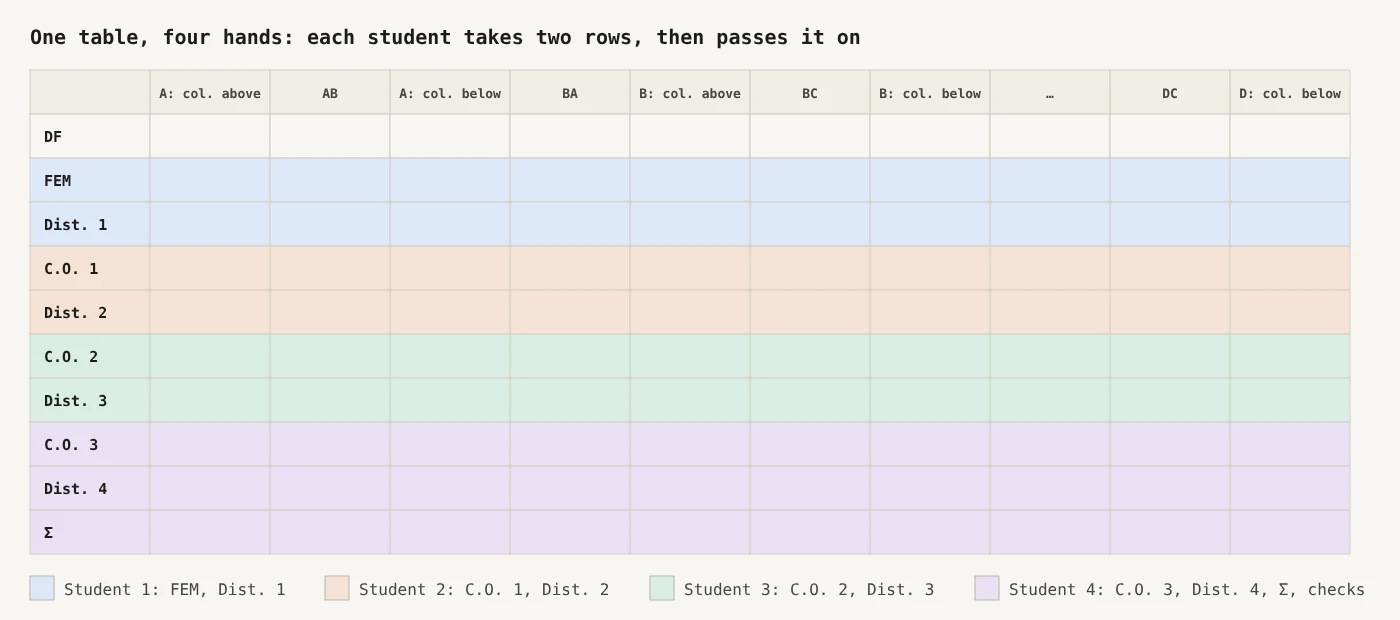 One table, four hands: each student takes two rows, then passes it on
A: col. above AB A: col. below BA B: col. above BC B: col. below … DC D: col. below
DF
FEM
Dist. 1
C.O. 1
Dist. 2
C.O. 2
Dist. 3
C.O. 3
Dist. 4
Σ
Student 1: FEM, Dist. 1 Student 2: C.O. 1, Dist. 2 Student 3: C.O. 2, Dist. 3 Student 4: C.O. 3, Dist. 4, Σ, checks